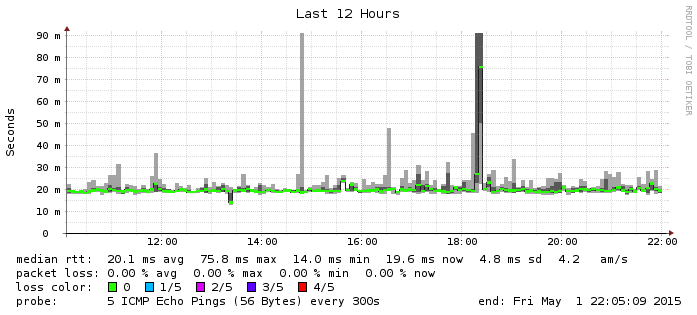 Last 12 Hours
RRDTOOL / TOBI OETIKER
Seconds
90 m
80 m
70 m
60 m
50 m
40 m
30 m
20 m
10 m
0
12:00 14:00 16:00 18:00 20:00 22:00
median rtt: 20.1 ms avg 75.8 ms max 14.0 ms min 19.6 ms now 4.8 ms sd 4.2 am/s
packet loss: 0.00 % avg 0.00 % max 0.00 % min 0.00 % now
loss color: 0 1/5 2/5 3/5 4/5
probe: 5 ICMP Echo Pings (56 Bytes) every 300s end: Fri May 1 22:05:09 2015